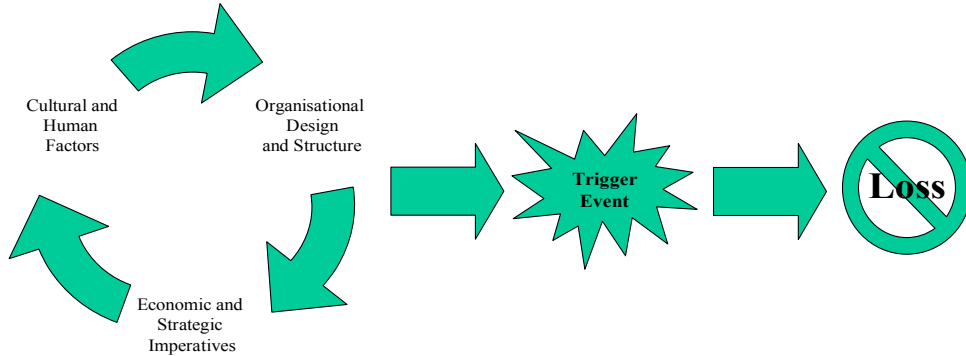 Cultural and
Human
Factors
Organisational
Design
and Structure
Economic and
Strategic
Imperatives
Trigger
Event
Loss